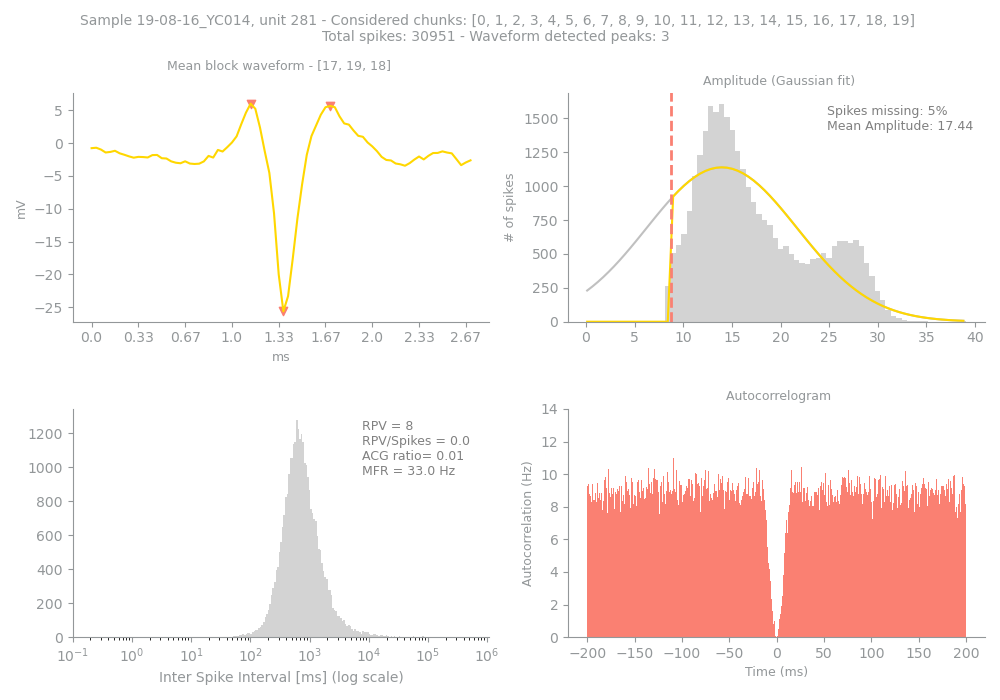 Sample 19-08-16_YC014, unit 281 - Considered chunks: [0, 1, 2, 3, 4, 5, 6, 7, 8, 9, 10, 11, 12, 13, 14, 15, 16, 17, 18, 19]
Total spikes: 30951 - Waveform detected peaks: 3
Mean block waveform - [17, 19, 18]
5
0
−5
−10
−15
−20
−25
mV
0.0 0.33 0.67 1.0 1.33 1.67 2.0 2.33 2.67
ms
Amplitude (Gaussian fit)
Spikes missing: 5%
Mean Amplitude: 17.44
1500
1250
1000
750
500
250
0
# of spikes
0 5 10 15 20 25 30 35 40
RPV = 8
RPV/Spikes = 0.0
ACG ratio= 0.01
MFR = 33.0 Hz
1200
1000
800
600
400
200
0
10⁻¹ 10⁰ 10¹ 10² 10³ 10⁴ 10⁵ 10⁶
Inter Spike Interval [ms] (log scale)
Autocorrelogram
14
12
10
8
6
4
2
0
Autocorrelation (Hz)
−200 −150 −100 −50 0 50 100 150 200
Time (ms)